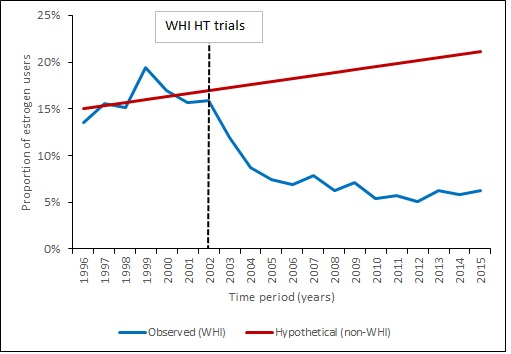 WHI HT trials
25%
20%
15%
10%
5%
0%
Proportion of estrogen users
1996 1997 1998 1999 2000 2001 2002 2003 2004 2005 2006 2007 2008 2009 2010 2011 2012 2013 2014 2015
Time period (years)
Observed (WHI) Hypothetical (non-WHI)